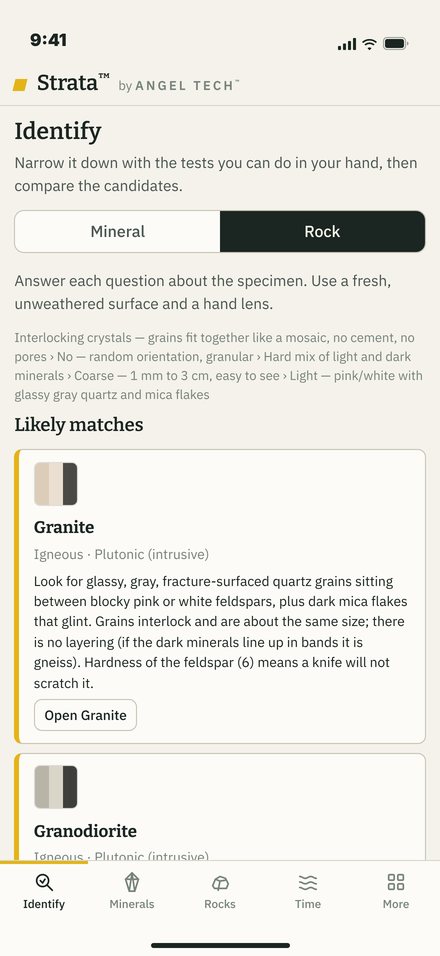 9:41
Strata™ by ANGEL TECH™
Identify
Narrow it down with the tests you can do in your hand, then
compare the candidates.
Mineral Rock
Answer each question about the specimen. Use a fresh,
unweathered surface and a hand lens.
Interlocking crystals — grains fit together like a mosaic, no cement, no
pores › No — random orientation, granular › Hard mix of light and dark
minerals › Coarse — 1 mm to 3 cm, easy to see › Light — pink/white with
glassy gray quartz and mica flakes
Likely matches
Granite
Igneous · Plutonic (intrusive)
Look for glassy, gray, fracture-surfaced quartz grains sitting
between blocky pink or white feldspars, plus dark mica flakes
that glint. Grains interlock and are about the same size; there
is no layering (if the dark minerals line up in bands it is
gneiss). Hardness of the feldspar (6) means a knife will not
scratch it.
Open Granite
Granodiorite
Igneous · Plutonic (intrusive)
Identify Minerals Rocks Time More